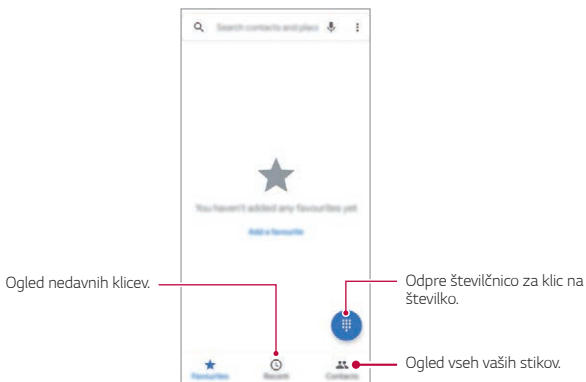 Search contacts and place
You haven't added any favourites yet
Add a favourite
Ogled nedavnih klicev.
Odpre številčnico za klic na
številko.
Ogled vseh vaših stikov.
Favourites
Recent
Contacts